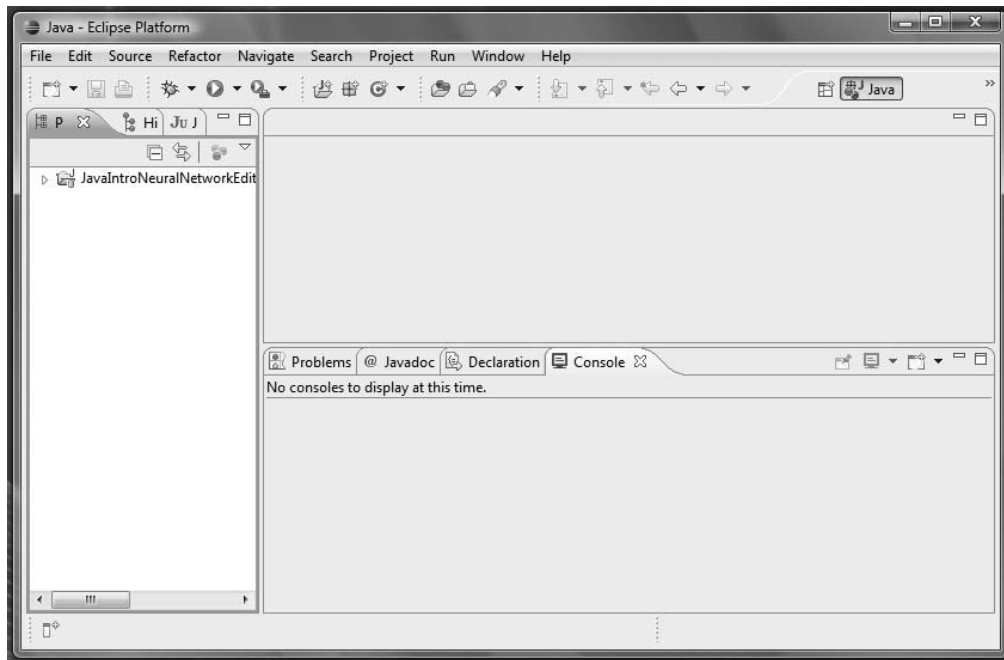 Java - Eclipse Platform
File Edit Source Refactor Navigate Search Project Run Window Help
Java
P Hi Ju J
JavaIntroNeuralNetworkEdit
Problems @ Javadoc Declaration Console
No consoles to display at this time.